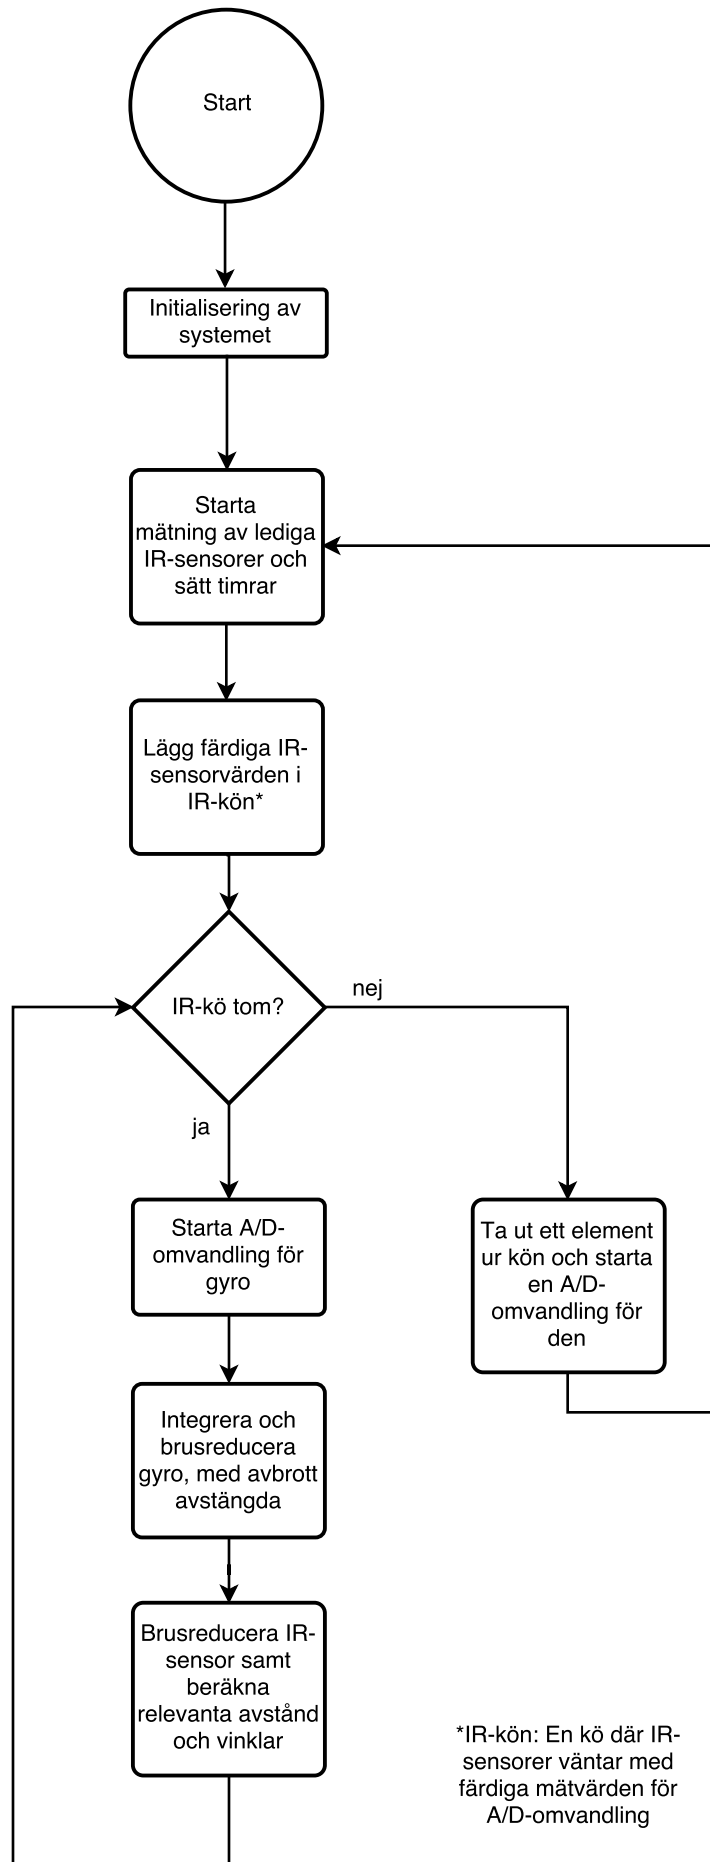 Start
Initialisering av
systemet
Starta
mätning av lediga
IR-sensorer och
sätt timrar
Lägg färdiga IR-
sensorvärden i
IR-kön*
IR-kö tom?
nej
ja
Starta A/D-
omvandling för
gyro
Ta ut ett element
ur kön och starta
en A/D-
omvandling för
den
Integrera och
brusreducera
gyro, med avbrott
avstängda
Brusreducera IR-
sensor samt
beräkna
relevanta avstånd
och vinklar
*IR-kön: En kö där IR-
sensorer väntar med
färdiga mätvärden för
A/D-omvandling